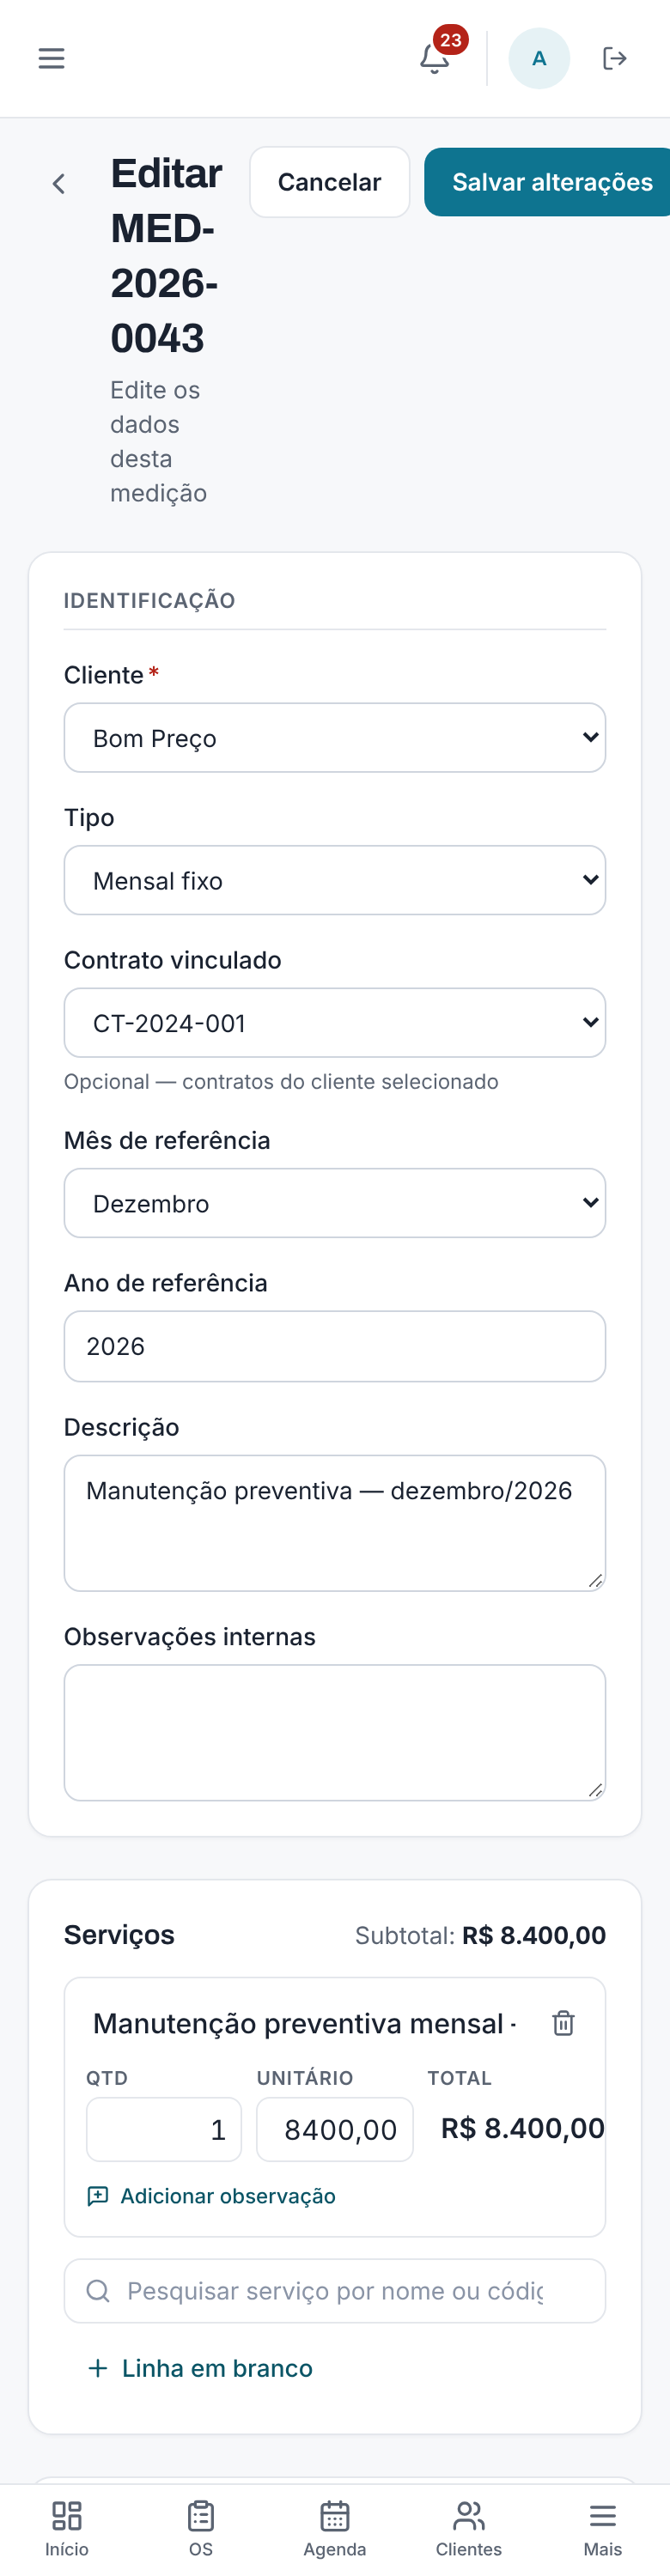 23
A
Editar
MED-
2026-
0043
Cancelar
Salvar alterações
Edite os
dados
desta
medição
IDENTIFICAÇÃO
Cliente*
Bom Preço
Tipo
Mensal fixo
Contrato vinculado
CT-2024-001
Opcional — contratos do cliente selecionado
Mês de referência
Dezembro
Ano de referência
2026
Descrição
Manutenção preventiva — dezembro/2026
Observações internas
Serviços
Subtotal: R$ 8.400,00
Manutenção preventiva mensal -
QTD UNITÁRIO TOTAL
1 8400,00 R$ 8.400,00
Adicionar observação
Pesquisar serviço por nome ou
Linha em branco
Início OS Agenda Clientes Mais